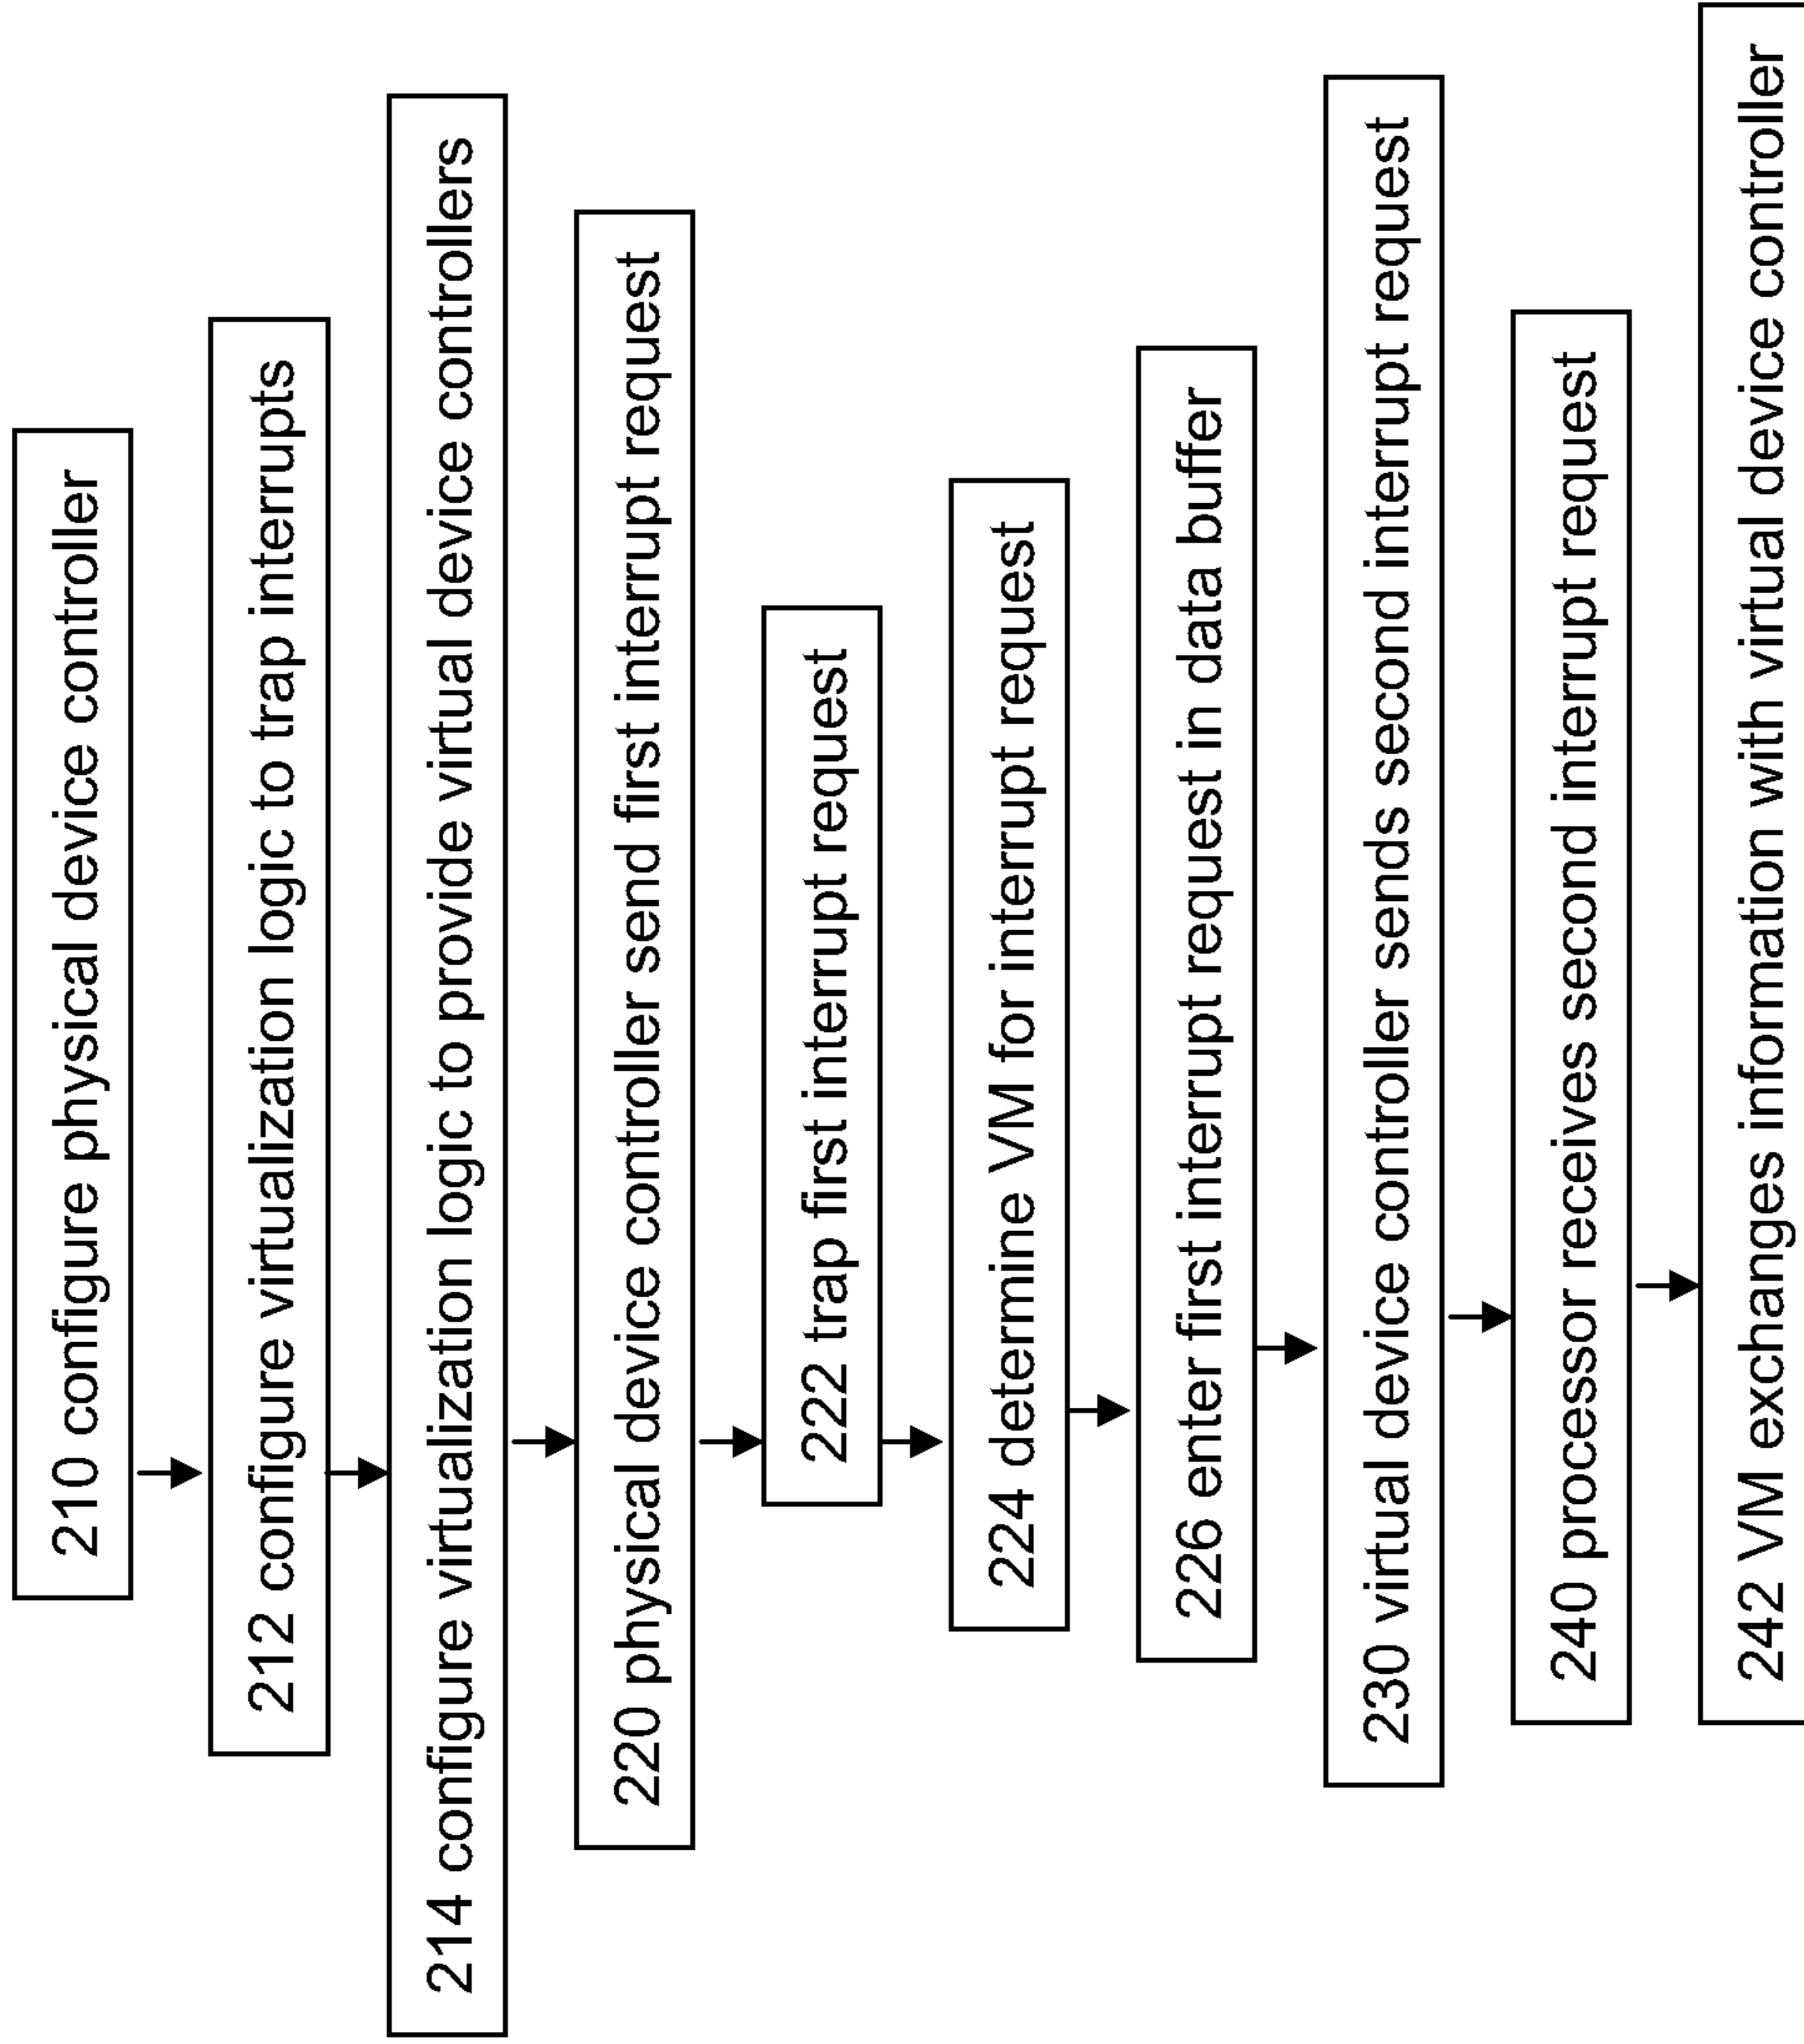 210 configure physical device controller
212 configure virtualization logic to trap interrupts
214 configure virtualization logic to provide virtual device controllers
220 physical device controller send first interrupt request
222 trap first interrupt request
224 determine VM for interrupt request
226 enter first interrupt request in data buffer
230 virtual device controller sends second interrupt request
240 processor receives second interrupt request
242 VM exchanges information with virtual device controller